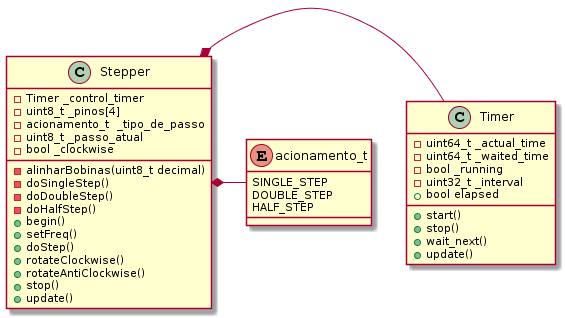 C Stepper
Timer _control_timer
uint8_t _pinos[4]
acionamento_t _tipo_de_passo
uint8_t _passo_atual
bool _clockwise
alinharBobinas(uint8_t decimal)
doSingleStep()
doDoubleStep()
doHalfStep()
begin()
setFreq()
doStep()
rotateClockwise()
rotateAntiClockwise()
stop()
update()
E acionamento_t
SINGLE_STEP
DOUBLE_STEP
HALF_STEP
C Timer
uint64_t _actual_time
uint64_t _waited_time
bool _running
uint32_t _interval
bool elapsed
start()
stop()
wait_next()
update()